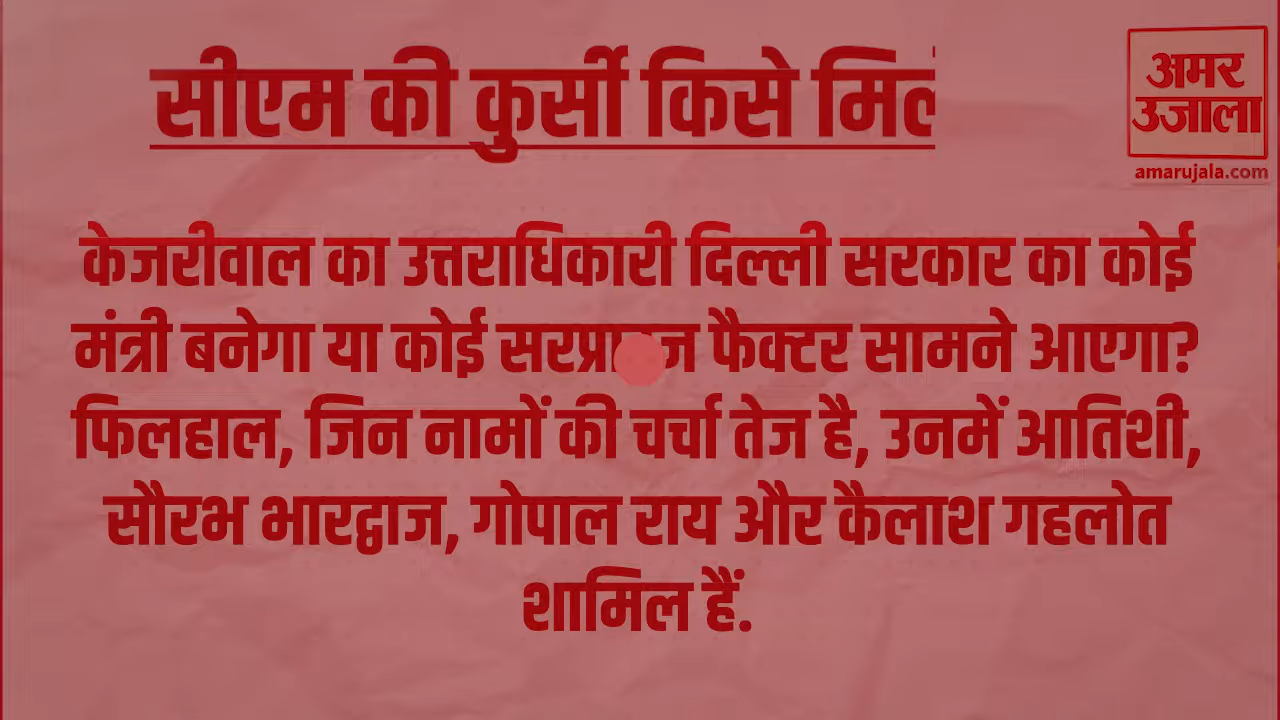 सीएम की कुर्सी किसे
अमर
उजाला
amarujala.com
केजरीवाल का उत्तराधिकारी दिल्ली सरकार का कोई
मंत्री बनेगा या कोई फैक्टर सामने आएगा?
फिलहाल, जिन नामों की चर्चा तेज है, उनमें आतिशी,
सौरभ भारद्वाज, गोपाल राय और कैलाश गहलोत
शामिल हैं.